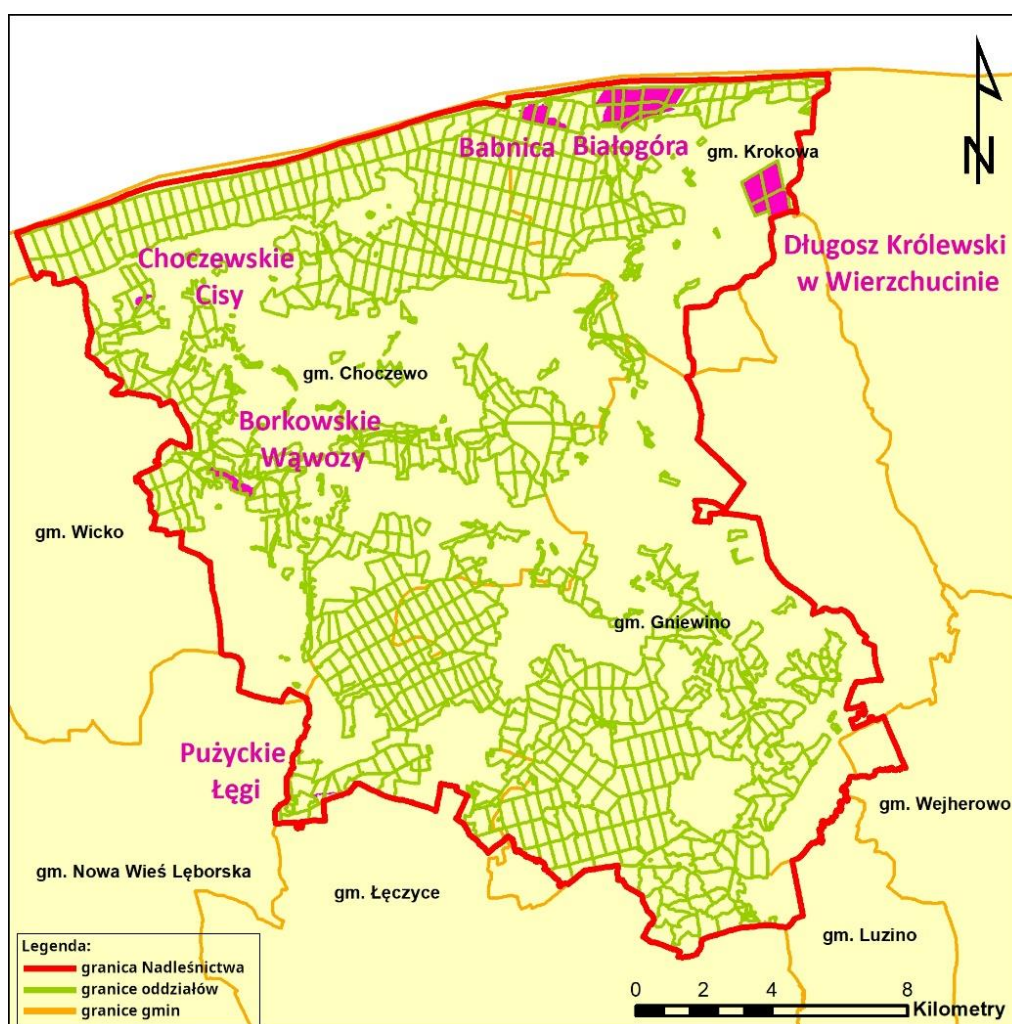 N
Babnica
Białogóra
gm. Krokowa
Długosz Królewski
w Wierzchucinie
Choczewskie
Cisy
gm. Choczewo
Borkowskie
Wąwozy
gm. Wicko
gm. Gniewino
Pużyckie
Łęgi
gm. Wejherowo
gm. Nowa Wieś Lęborska
gm. Łęczyce
gm. Luzino
Legenda:
granica Nadleśnictwa
granice oddziałów
granice gmin
0 2 4 8
Kilometry